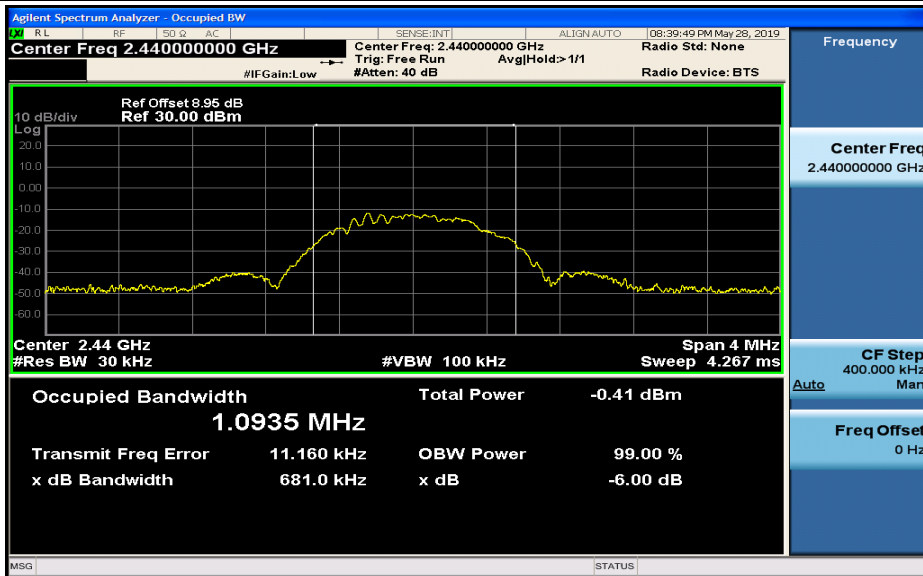 Agilent Spectrum Analyzer - Occupied BW
LXI RL RF 50 Ω AC SENSE:INT ALIGN AUTO 08:39:49 PM May 28, 2019
Center Freq 2.440000000 GHz
Center Freq: 2.440000000 GHz
Radio Std: None
Trig: Free Run Avg|Hold:>1/1
#IFGain:Low #Atten: 40 dB Radio Device: BTS
Ref Offset 8.95 dB
10 dB/div Ref 30.00 dBm
Log
20.0
10.0
0.00
-10.0
-20.0
-30.0
-40.0
-50.0
-60.0
Center 2.44 GHz Span 4 MHz
#Res BW 30 kHz #VBW 100 kHz Sweep 4.267 ms
Occupied Bandwidth Total Power -0.41 dBm
1.0935 MHz
Transmit Freq Error 11.160 kHz OBW Power 99.00 %
x dB Bandwidth 681.0 kHz x dB -6.00 dB
MSG STATUS
Frequency
Center Freq
2.440000000 GHz
CF Step
400.000 kHz
Auto Man
Freq Offset
0 Hz